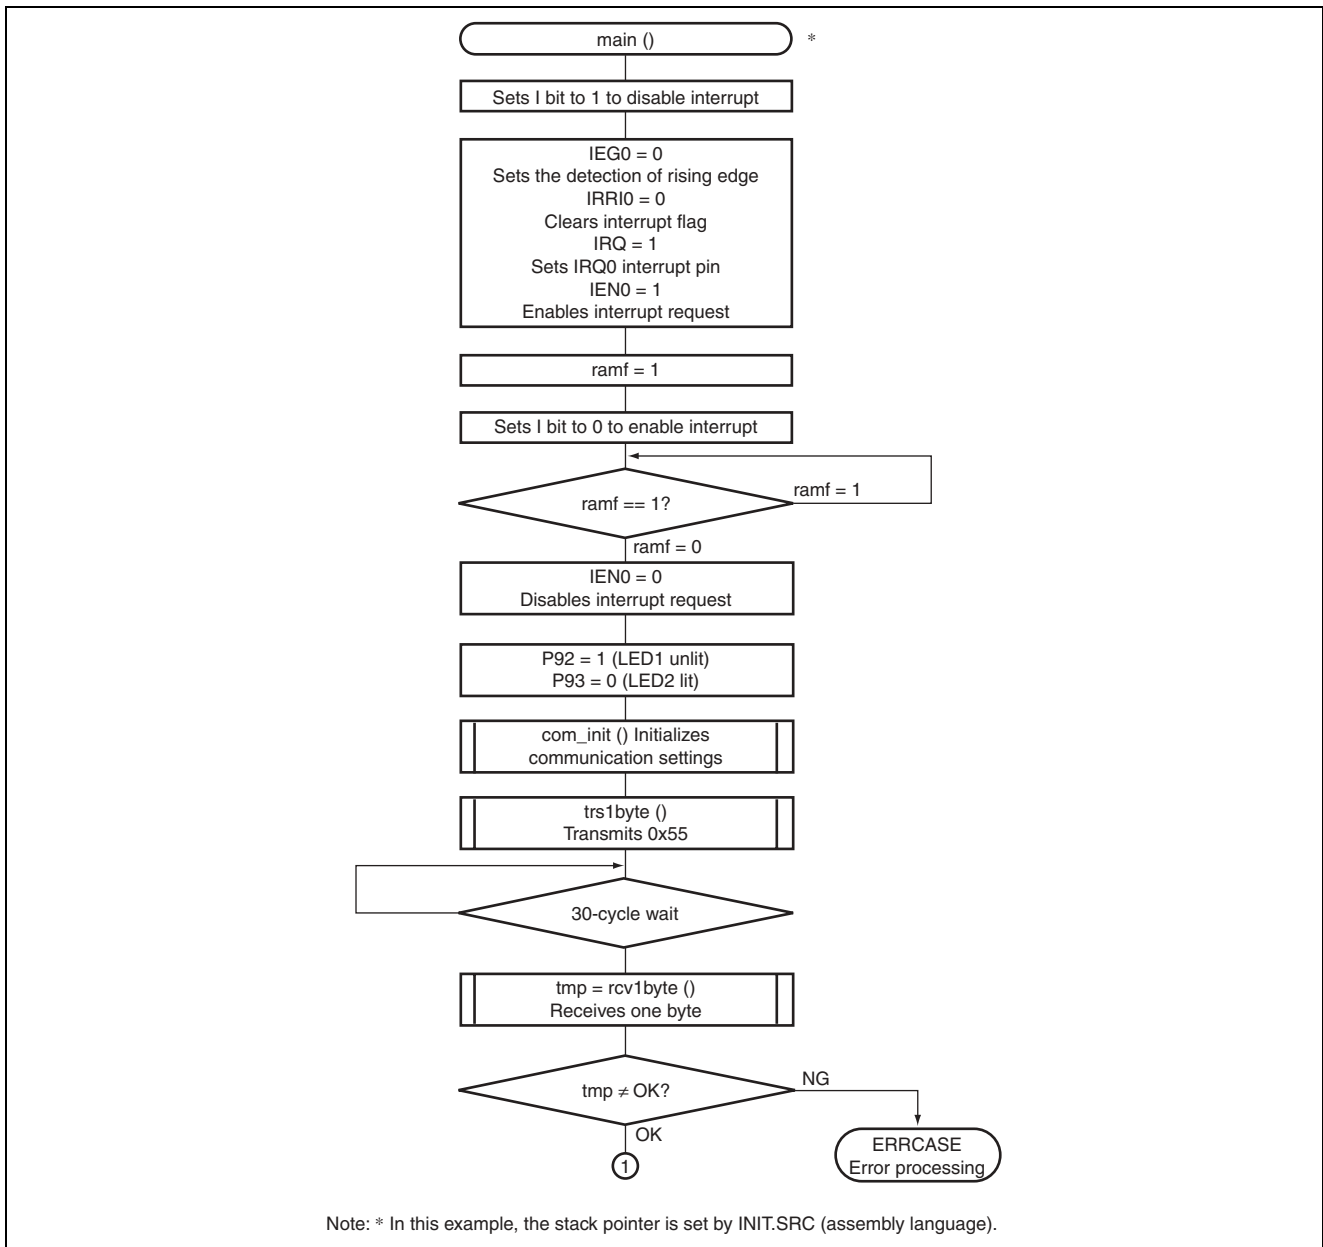 main ()
*
Sets I bit to 1 to disable interrupt
IEG0 = 0
Sets the detection of rising edge
IRRI0 = 0
Clears interrupt flag
IRQ = 1
Sets IRQ0 interrupt pin
IEN0 = 1
Enables interrupt request
ramf = 1
Sets I bit to 0 to enable interrupt
ramf == 1?
ramf = 1
ramf = 0
IEN0 = 0
Disables interrupt request
P92 = 1 (LED1 unlit)
P93 = 0 (LED2 lit)
com_init () Initializes
communication settings
trs1byte ()
Transmits 0x55
30-cycle wait
tmp = rcv1byte ()
Receives one byte
tmp ≠ OK?
NG
OK
1
ERRCASE
Error processing
Note: * In this example, the stack pointer is set by INIT.SRC (assembly language).